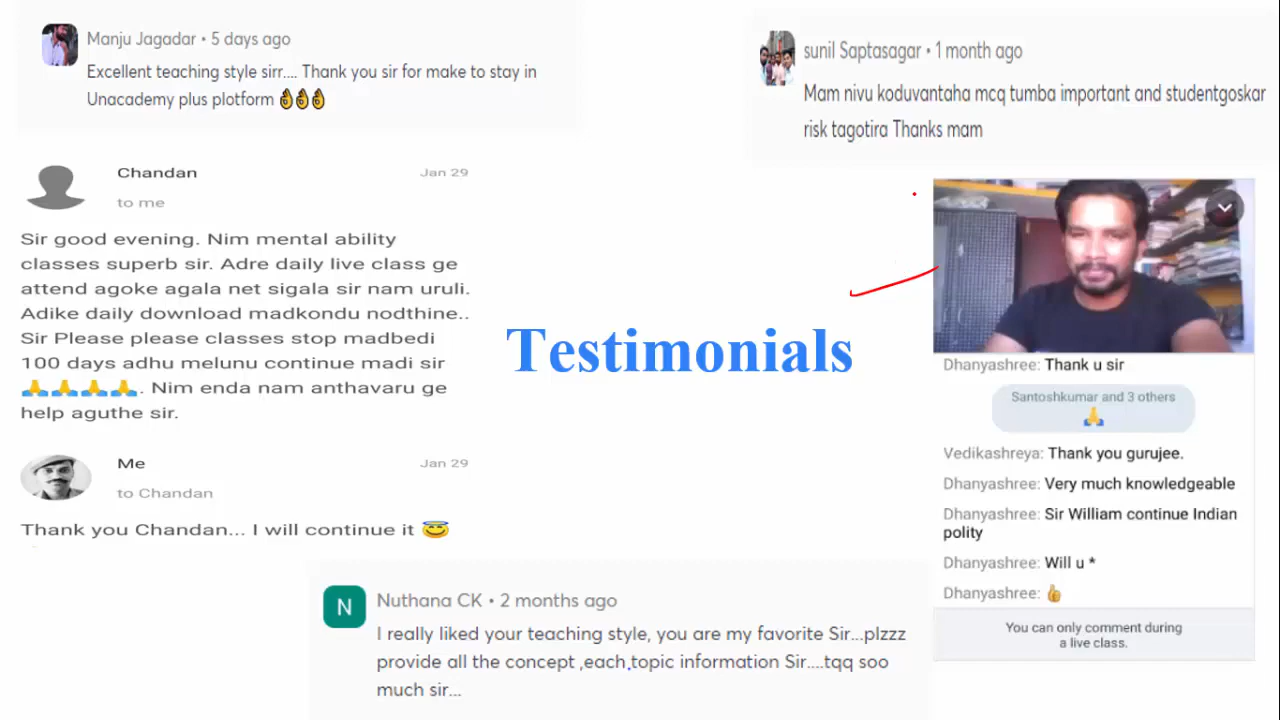 Manju Jagadar • 5 days ago
Excellent teaching style sirr.... Thank you sir for make to stay in
Unacademy plus plotform 👌👌👌
sunil Saptasagar • 1 month ago
Mam nivu koduvantaha mcq tumba important and studentgoskar
risk tagotira Thanks mam
Chandan
Jan 29
to me
Sir good evening. Nim mental ability
classes superb sir. Adre daily live class ge
attend agoke agala net sigala sir nam uruli.
Adike daily download madkondu nodthine..
Sir Please please classes stop madbedi
100 days adhu melunu continue madi sir
🙏🙏🙏🙏. Nim enda nam anthavaru ge
help aguthe sir.
Me
Jan 29
to Chandan
Thank you Chandan... I will continue it 😇
Testimonials
Dhanyashree: Thank u sir
Santoshkumar and 3 others
🙏
Vedikashreya: Thank you gurujee.
Dhanyashree: Very much knowledgeable
Dhanyashree: Sir William continue Indian
polity
Dhanyashree: Will u *
Dhanyashree: 👍
You can only comment during
a live class.
N
Nuthana CK • 2 months ago
I really liked your teaching style, you are my favorite Sir...plzzz
provide all the concept ,each,topic information Sir....tqq soo
much sir...